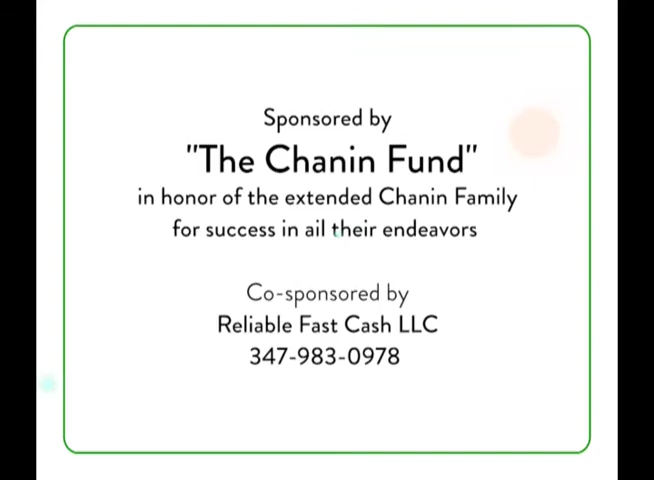 Sponsored by
"The Chanin Fund"
in honor of the extended Chanin Family
for success in ail their endeavors
Co-sponsored by
Reliable Fast Cash LLC
347-983-0978